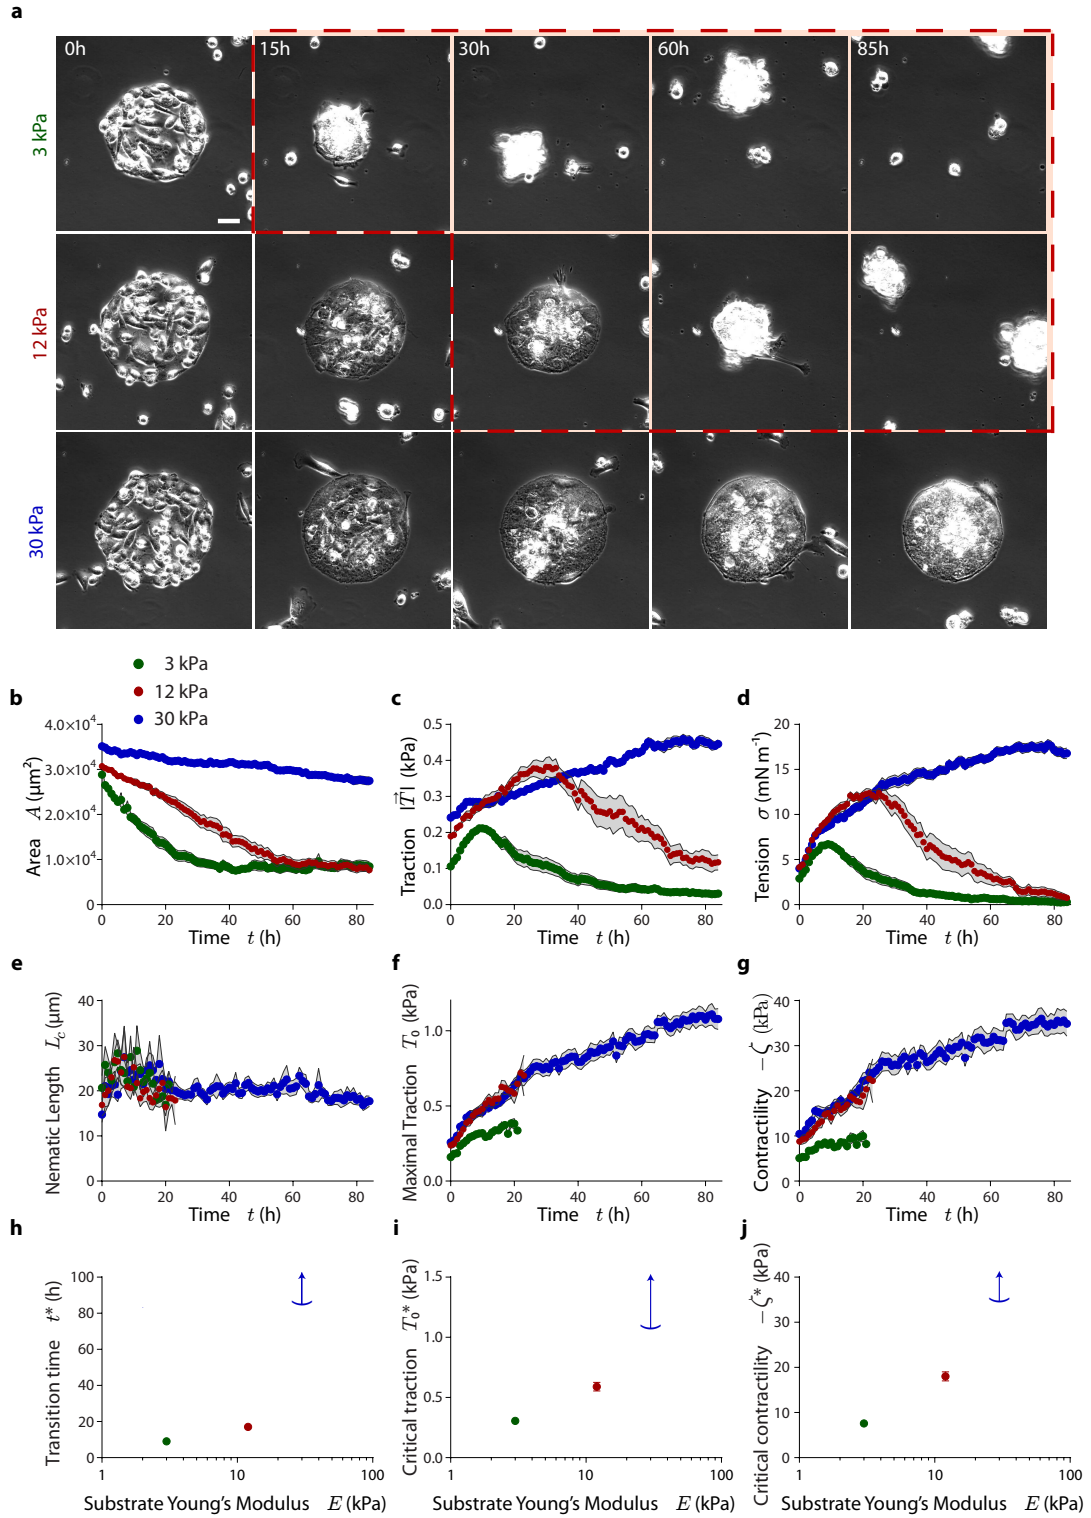 a
0h 15h 30h 60h 85h
3 kPa
12 kPa
30 kPa
3 kPa
12 kPa
30 kPa
b
Area A (μm²)
4.0×10⁴
3.0×10⁴
2.0×10⁴
1.0×10⁴
0
0 20 40 60 80
Time t (h)
c
Traction |T⃗| (kPa)
0.5
0.4
0.3
0.2
0.1
0.0
0 20 40 60 80
Time t (h)
d
Tension σ (mN m⁻¹)
20
15
10
5
0
0 20 40 60 80
Time t (h)
e
Nematic Length L_c (μm)
40
30
20
10
0
0 20 40 60 80
Time t (h)
f
Maximal Traction T₀ (kPa)
1.0
0.5
0.0
0 20 40 60 80
Time t (h)
g
Contractility −ζ (kPa)
40
30
20
10
0
0 20 40 60 80
Time t (h)
h
Transition time t* (h)
100
80
60
40
20
0
1 10 100
Substrate Young's Modulus E (kPa)
i
Critical traction T₀* (kPa)
1.5
1.0
0.5
0.0
1 10 100
Substrate Young's Modulus E (kPa)
j
Critical contractility −ζ* (kPa)
40
30
20
10
0
1 10 100
Substrate Young's Modulus E (kPa)